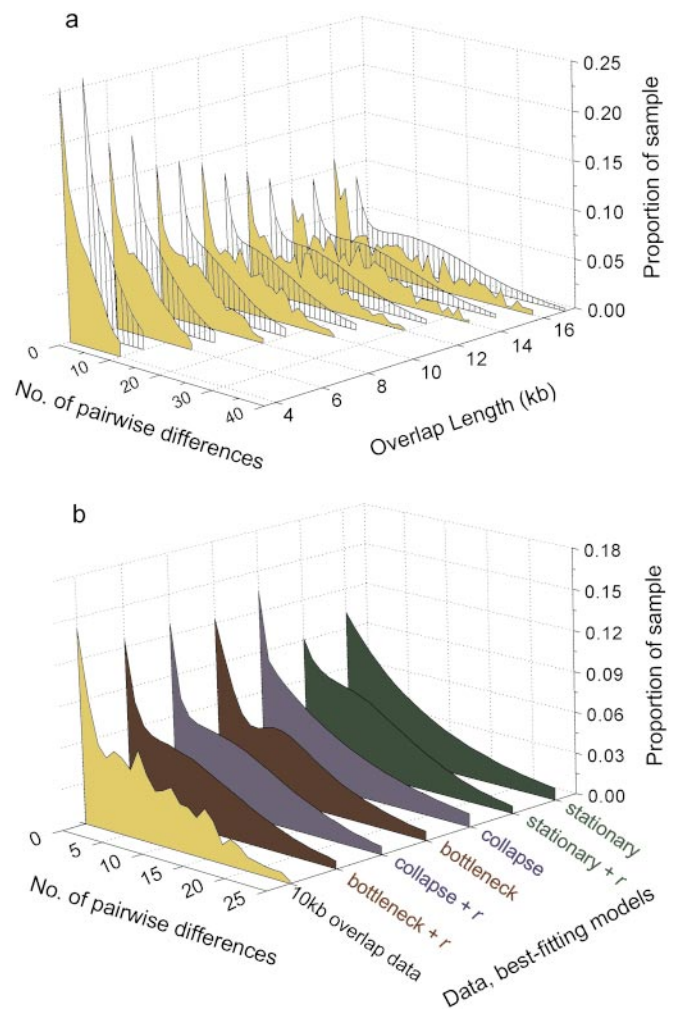 a
0.25
0.20
0.15
0.10
0.05
0.00
Proportion of sample
0
10
20
30
40
No. of pairwise differences
4
6
8
10
12
14
16
Overlap Length (kb)
b
0.18
0.15
0.12
0.09
0.06
0.03
0.00
Proportion of sample
0
5
10
15
20
25
No. of pairwise differences
10kb overlap data
bottleneck + r
collapse + r
bottleneck
collapse
stationary + r
stationary
Data, best-fitting models